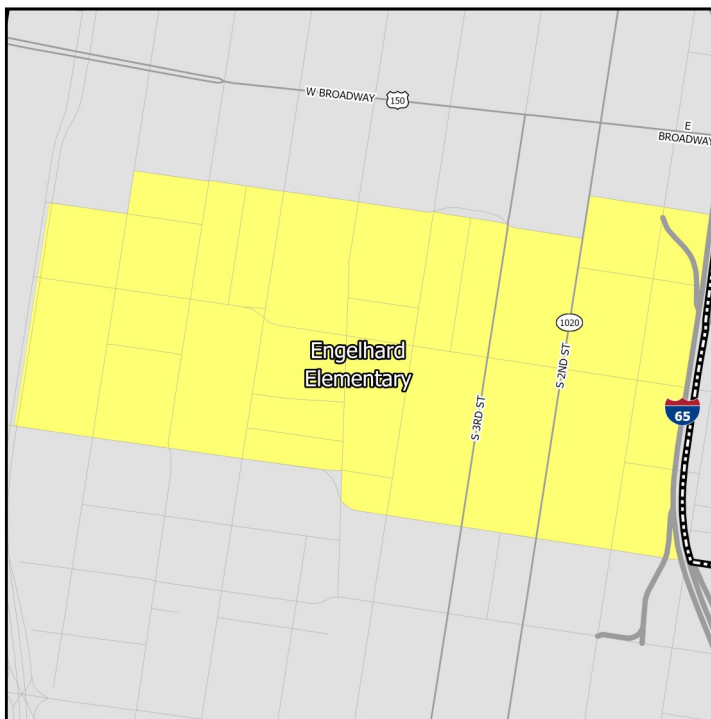 W BROADWAY
150
E
BROADWAY
1020
Engelhard
Elementary
S 2ND ST
S 3RD ST
65